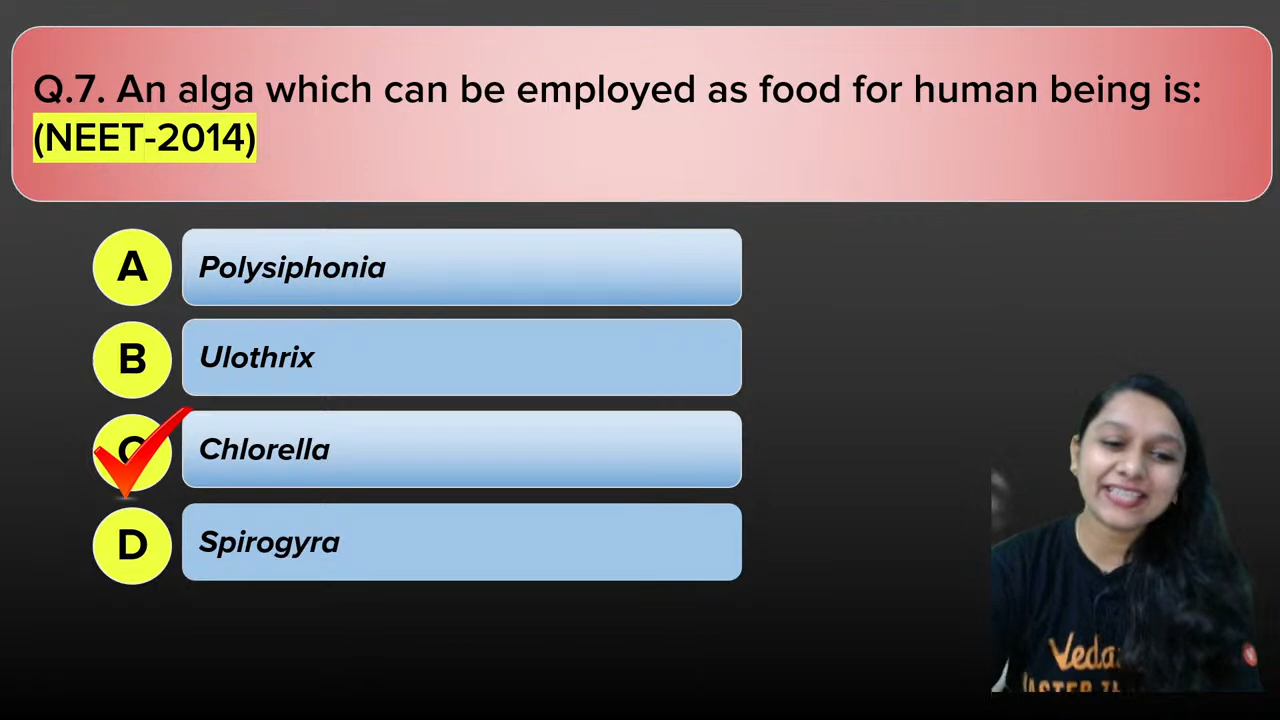 Q.7. An alga which can be employed as food for human being is:
(NEET-2014)
A
Polysiphonia
B
Ulothrix
Chlorella
D
Spirogyra